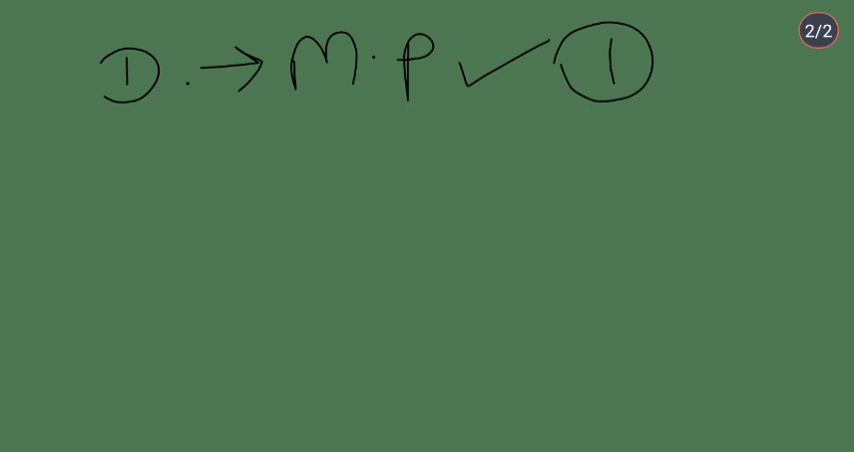 2/2
① . → M.P ✓ ①